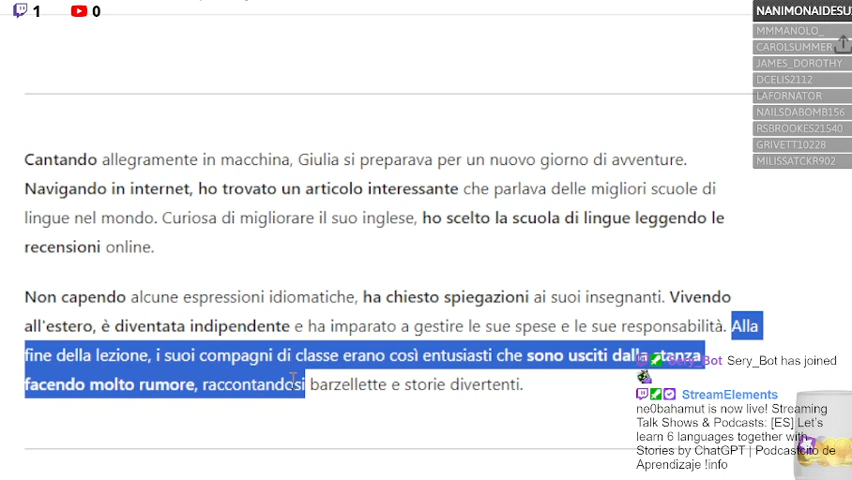 1 0
NANIMONAIDESU
MMMANOLO_
CAROLSUMMER
JAMES_DOROTHY
DCELIS2112
LAFORNATOR
NAILSDABOMB156
RSBROOKES21540
GRIVETT10228
MILISSATCKR902
Cantando allegramente in macchina, Giulia si preparava per un nuovo giorno di avventure.
Navigando in internet, ho trovato un articolo interessante che parlava delle migliori scuole di
lingue nel mondo. Curiosa di migliorare il suo inglese, ho scelto la scuola di lingue leggendo le
recensioni online.
Non capendo alcune espressioni idiomatiche, ha chiesto spiegazioni ai suoi insegnanti. Vivendo
all'estero, è diventata indipendente e ha imparato a gestire le sue spese e le sue responsabilità. Alla
fine della lezione, i suoi compagni di classe erano così entusiasti che sono usciti dalla stanza
facendo molto rumore, raccontandosi barzellette e storie divertenti.
Sery_Bot Sery_Bot has joined
StreamElements
ne0bahamut is now live! Streaming
Talk Shows & Podcasts: [ES] Let's
learn 6 languages together with
Stories by ChatGPT | Podcastcito de
Aprendizaje !info